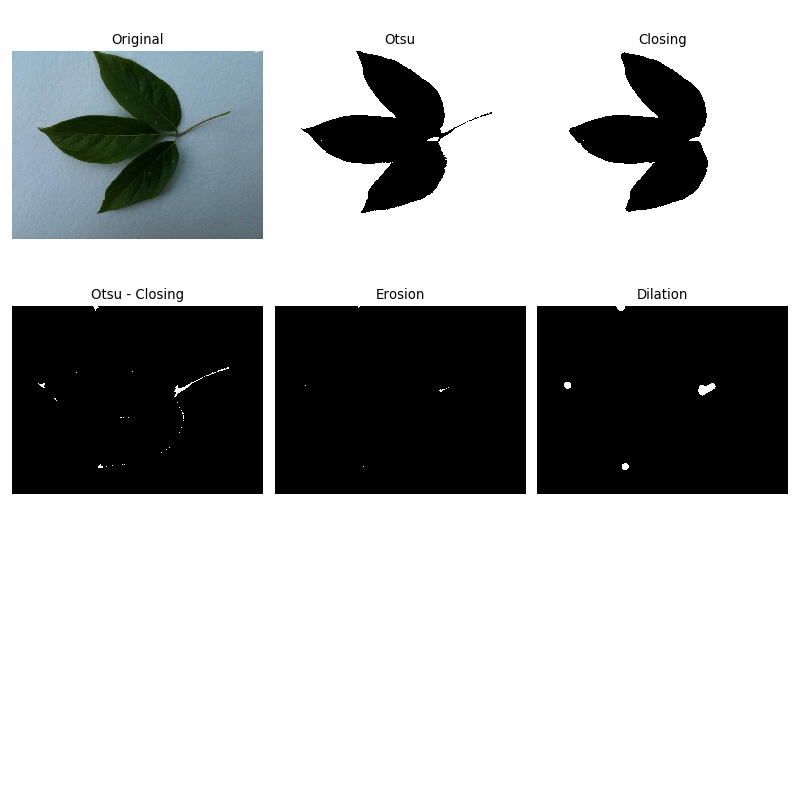 Original
Otsu
Closing
Otsu - Closing
Erosion
Dilation